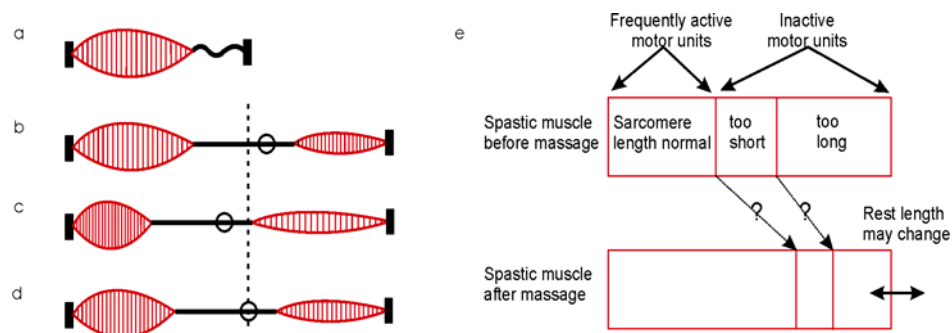 a
b
c
d
e
Frequently active
motor units
Inactive
motor units
Spastic muscle
before massage
Sarcomere
length normal
too
short
too
long
?
?
Rest length
may change
Spastic muscle
after massage